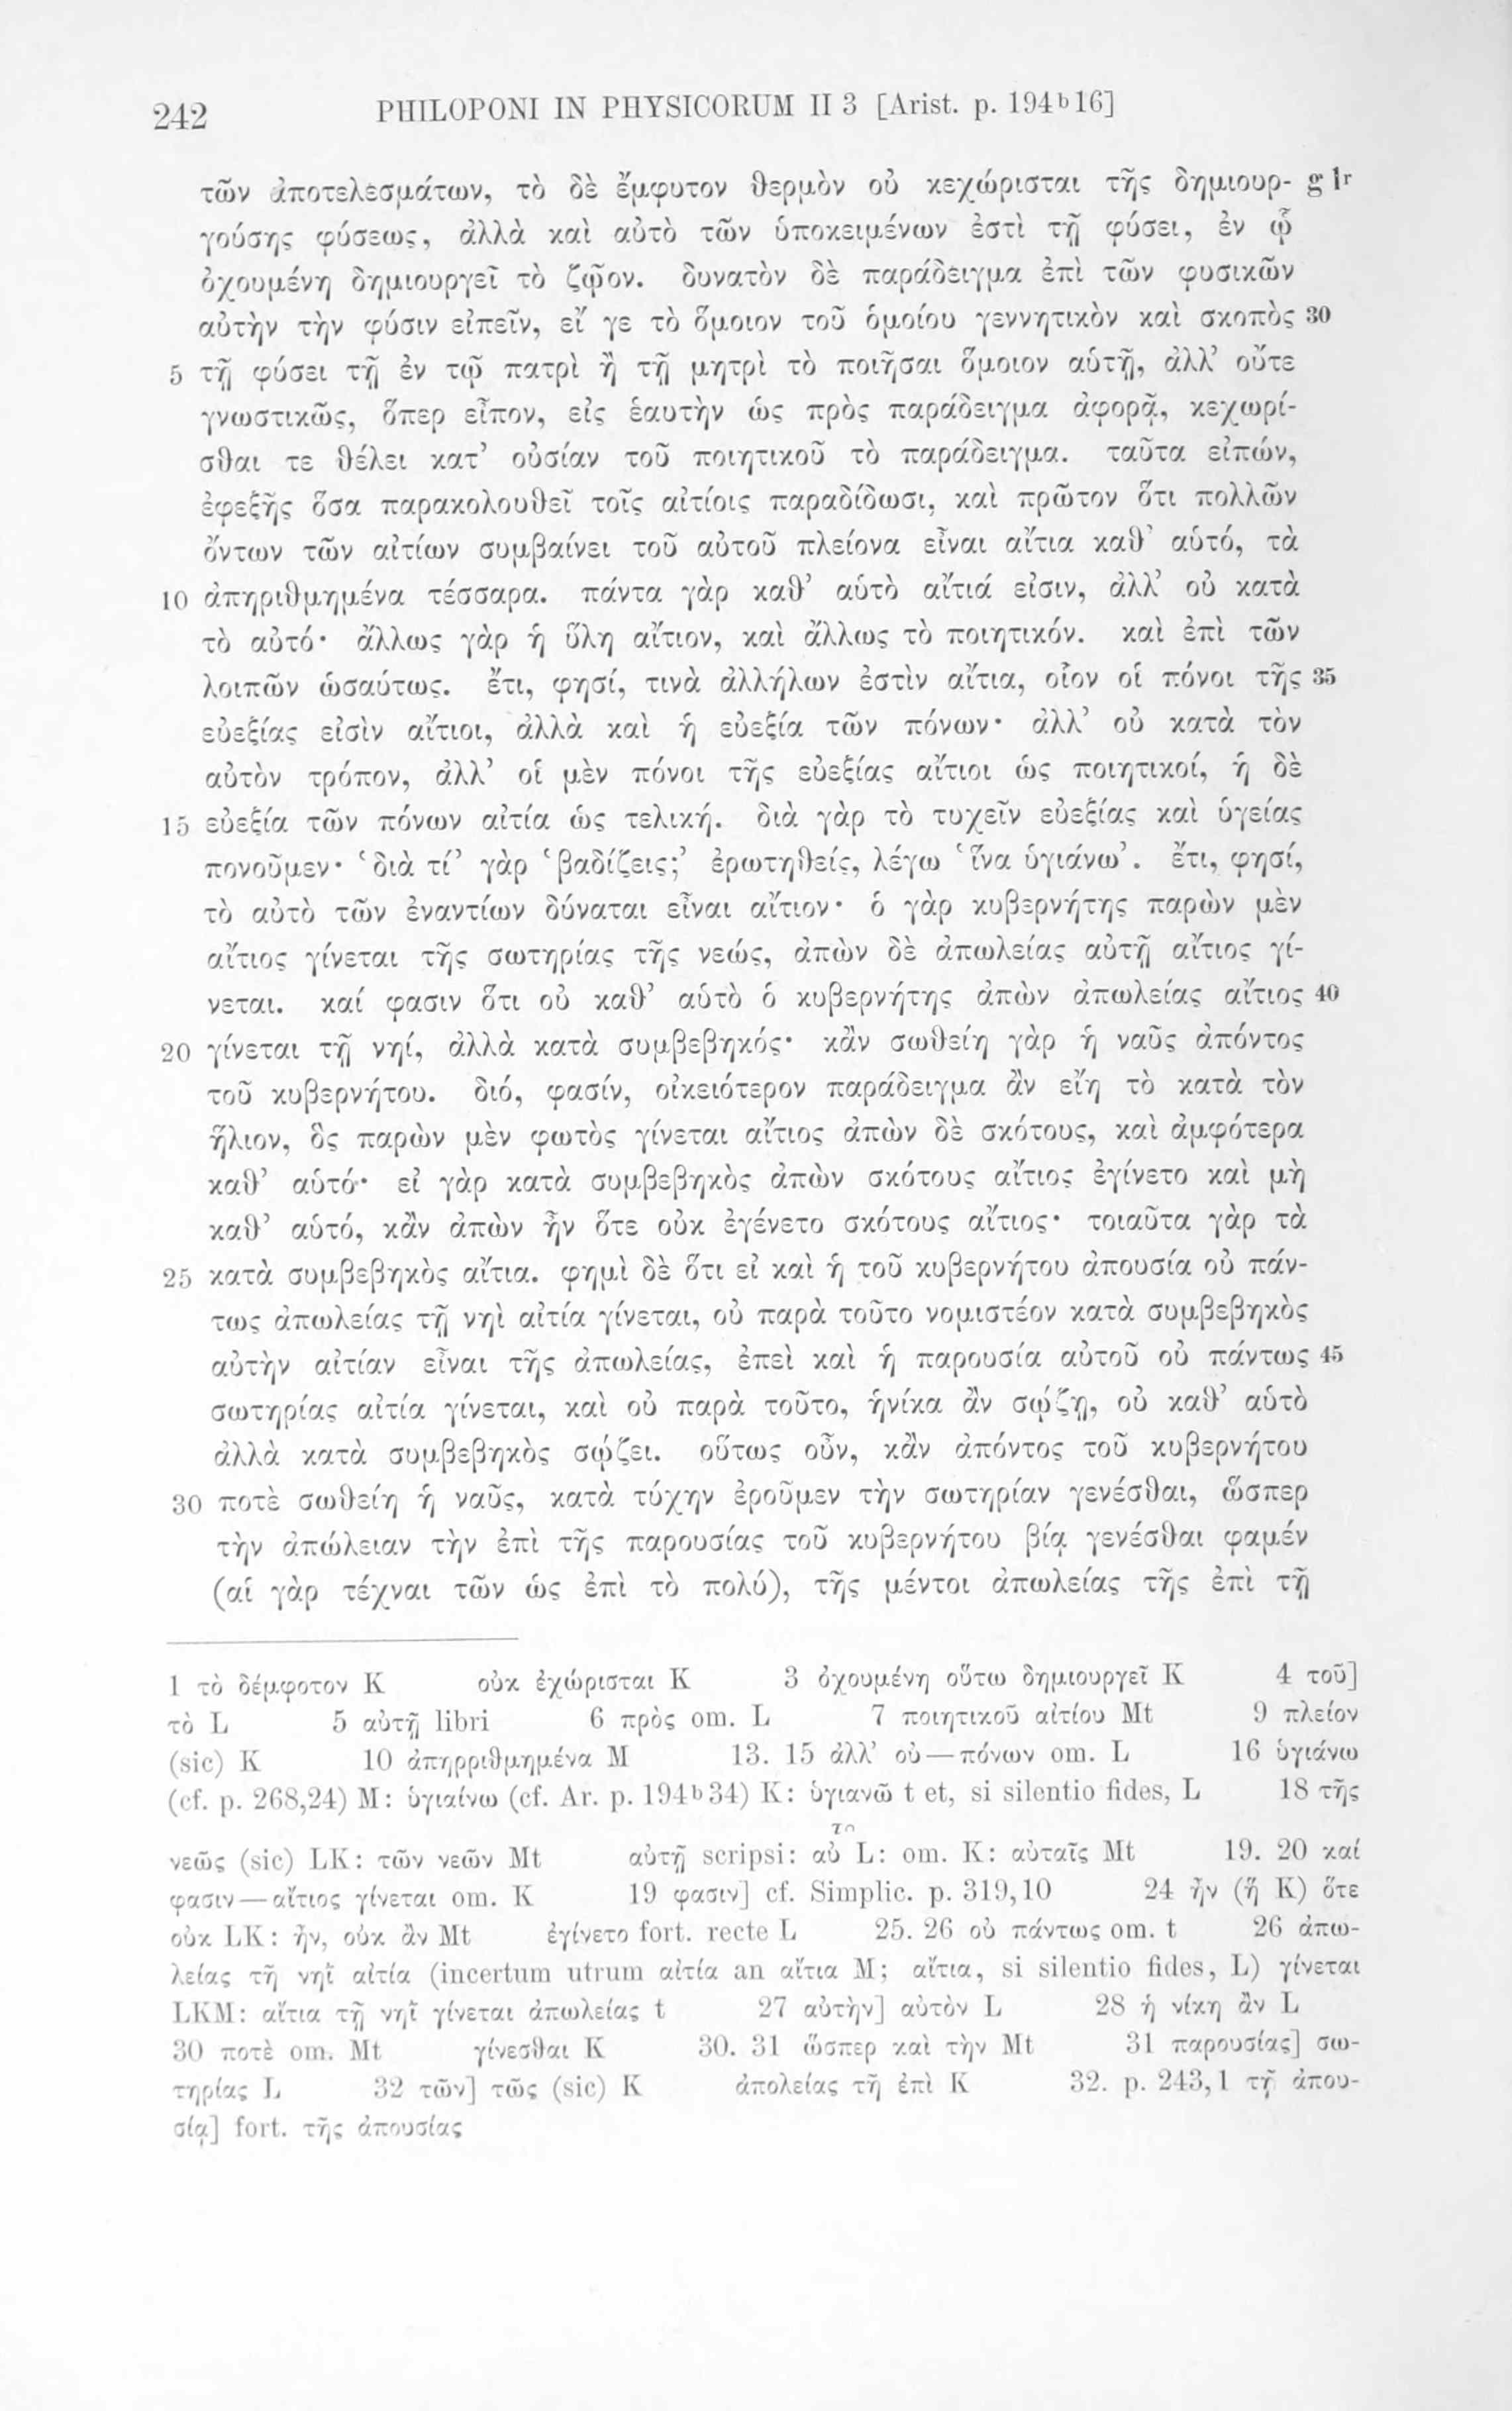 242 PHILOPONI IN PHYSICORUM II 3 [Arist. p. 194ᵇ16]
τῶν ἀποτελεσμάτων, τὸ δὲ ἔμφυτον θερμὸν οὐ κεχώρισται τῆς δημιουρ- g 1ʳ
γούσης φύσεως, ἀλλὰ καὶ αὐτὸ τῶν ὑποκειμένων ἐστὶ τῇ φύσει, ἐν ᾧ
ὀχουμένη δημιουργεῖ τὸ ζῷον. δυνατὸν δὲ παράδειγμα ἐπὶ τῶν φυσικῶν
αὐτὴν τὴν φύσιν εἰπεῖν, εἴ γε τὸ ὅμοιον τοῦ ὁμοίου γεννητικὸν καὶ σκοπὸς 30
5 τῇ φύσει τῇ ἐν τῷ πατρὶ ἢ τῇ μητρὶ τὸ ποιῆσαι ὅμοιον αὑτῇ, ἀλλ’ οὔτε
γνωστικῶς, ὅπερ εἶπον, εἰς ἑαυτὴν ὡς πρὸς παράδειγμα ἀφορᾷ, κεχωρί-
σθαι τε θέλει κατ’ οὐσίαν τοῦ ποιητικοῦ τὸ παράδειγμα. ταῦτα εἰπών,
ἐφεξῆς ὅσα παρακολουθεῖ τοῖς αἰτίοις παραδίδωσι, καὶ πρῶτον ὅτι πολλῶν
ὄντων τῶν αἰτίων συμβαίνει τοῦ αὐτοῦ πλείονα εἶναι αἴτια καθ’ αὑτό, τὰ
10 ἀπηριθμημένα τέσσαρα. πάντα γὰρ καθ’ αὑτὸ αἴτιά εἰσιν, ἀλλ’ οὐ κατὰ
τὸ αὐτό· ἄλλως γὰρ ἡ ὕλη αἴτιον, καὶ ἄλλως τὸ ποιητικόν. καὶ ἐπὶ τῶν
λοιπῶν ὡσαύτως. ἔτι, φησί, τινὰ ἀλλήλων ἐστὶν αἴτια, οἷον οἱ πόνοι τῆς 35
εὐεξίας εἰσὶν αἴτιοι, ἀλλὰ καὶ ἡ εὐεξία τῶν πόνων· ἀλλ’ οὐ κατὰ τὸν
αὐτὸν τρόπον, ἀλλ’ οἱ μὲν πόνοι τῆς εὐεξίας αἴτιοι ὡς ποιητικοί, ἡ δὲ
15 εὐεξία τῶν πόνων αἰτία ὡς τελική. διὰ γὰρ τὸ τυχεῖν εὐεξίας καὶ ὑγείας
πονοῦμεν· ‘διὰ τί’ γὰρ ‘βαδίζεις;’ ἐρωτηθείς, λέγω ‘ἵνα ὑγιάνω’. ἔτι, φησί,
τὸ αὐτὸ τῶν ἐναντίων δύναται εἶναι αἴτιον· ὁ γὰρ κυβερνήτης παρὼν μὲν
αἴτιος γίνεται τῆς σωτηρίας τῆς νεώς, ἀπὼν δὲ ἀπωλείας αὐτῇ αἴτιος γί-
νεται. καί φασιν ὅτι οὐ καθ’ αὑτὸ ὁ κυβερνήτης ἀπὼν ἀπωλείας αἴτιος 40
20 γίνεται τῇ νηί, ἀλλὰ κατὰ συμβεβηκός· κἂν σωθείη γὰρ ἡ ναῦς ἀπόντος
τοῦ κυβερνήτου. διό, φασίν, οἰκειότερον παράδειγμα ἂν εἴη τὸ κατὰ τὸν
ἥλιον, ὃς παρὼν μὲν φωτὸς γίνεται αἴτιος ἀπὼν δὲ σκότους, καὶ ἀμφότερα
καθ’ αὑτό· εἰ γὰρ κατὰ συμβεβηκὸς ἀπὼν σκότους αἴτιος ἐγίνετο καὶ μὴ
καθ’ αὑτό, κἂν ἀπὼν ἦν ὅτε οὐκ ἐγένετο σκότους αἴτιος· τοιαῦτα γὰρ τὰ
25 κατὰ συμβεβηκὸς αἴτια. φημὶ δὲ ὅτι εἰ καὶ ἡ τοῦ κυβερνήτου ἀπουσία οὐ πάν-
τως ἀπωλείας τῇ νηὶ αἰτία γίνεται, οὐ παρὰ τοῦτο νομιστέον κατὰ συμβεβηκὸς
αὐτὴν αἰτίαν εἶναι τῆς ἀπωλείας, ἐπεὶ καὶ ἡ παρουσία αὐτοῦ οὐ πάντως 45
σωτηρίας αἰτία γίνεται, καὶ οὐ παρὰ τοῦτο, ἡνίκα ἂν σῴζῃ, οὐ καθ’ αὑτὸ
ἀλλὰ κατὰ συμβεβηκὸς σῴζει. οὕτως οὖν, κἂν ἀπόντος τοῦ κυβερνήτου
30 ποτὲ σωθείη ἡ ναῦς, κατὰ τύχην ἐροῦμεν τὴν σωτηρίαν γενέσθαι, ὥσπερ
τὴν ἀπώλειαν τὴν ἐπὶ τῆς παρουσίας τοῦ κυβερνήτου βίᾳ γενέσθαι φαμέν
(αἱ γὰρ τέχναι τῶν ὡς ἐπὶ τὸ πολύ), τῆς μέντοι ἀπωλείας τῆς ἐπὶ τῇ
1 τὸ δέμφοτον K οὐκ ἐχώρισται K 3 ὀχουμένη οὕτω δημιουργεῖ K 4 τοῦ]
τὸ L 5 αὐτῇ libri 6 πρὸς om. L 7 ποιητικοῦ αἰτίου Mt 9 πλείον
(sic) K 10 ἀπηρριθμημένα M 13. 15 ἀλλ’ οὐ—πόνων om. L 16 ὑγιάνω
(cf. p. 268,24) M: ὑγιαίνω (cf. Ar. p. 194ᵇ34) K: ὑγιανῶ t et, si silentio fides, L 18 τῆς
νεῶς (sic) LK: τῶν νεῶν Mt αὐτῇ scripsi: αὐ L: om. K: αὐταῖς Mt 19. 20 καί
φασιν—αἴτιος γίνεται om. K 19 φασιν] cf. Simplic. p. 319,10 24 ἦν (ἥ K) ὅτε
οὐκ LK: ἦν, οὐκ ἂν Mt ἐγίνετο fort. recte L 25. 26 οὐ πάντως om. t 26 ἀπω-
λείας τῇ νηῒ αἰτία (incertum utrum αἰτία an αἴτια M; αἴτια, si silentio fides, L) γίνεται
LKM: αἴτια τῇ νηῒ γίνεται ἀπωλείας t 27 αὐτὴν] αὐτὸν L 28 ἡ νίκη ἂν L
30 ποτὲ om. Mt γίνεσθαι K 30. 31 ὥσπερ καὶ τὴν Mt 31 παρουσίας] σω-
τηρίας L 32 τῶν] τῶς (sic) K ἀπολείας τῇ ἐπὶ K 32. p. 243,1 τῇ ἀπου-
σίᾳ] fort. τῆς ἀπουσίας